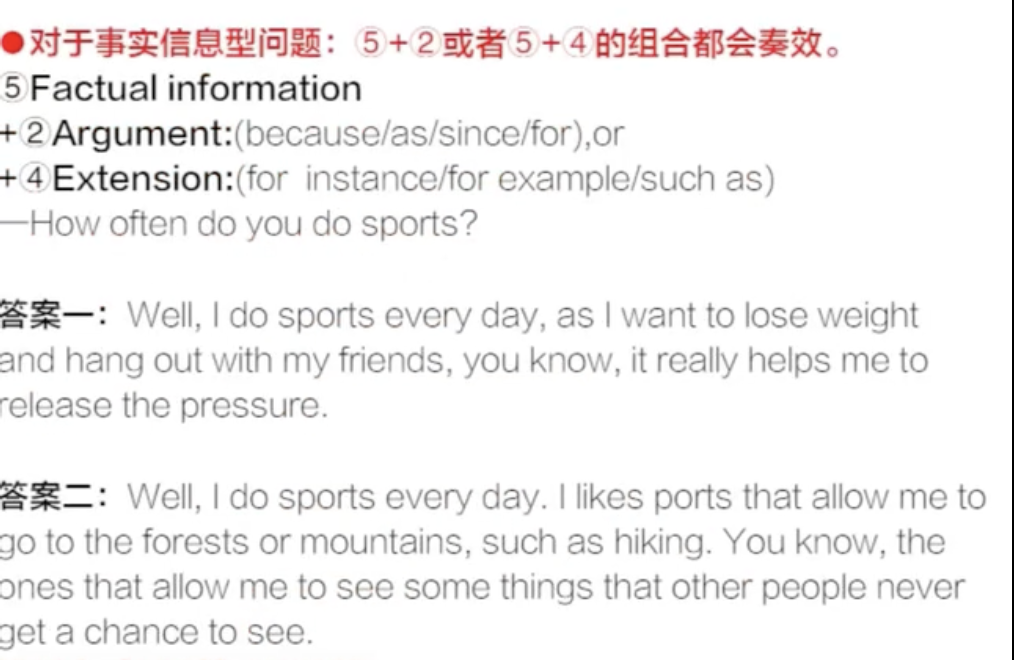 ●对于事实信息型问题：⑤+②或者⑤+④的组合都会奏效。
⑤Factual information
+②Argument:(because/as/since/for),or
+④Extension:(for instance/for example/such as)
—How often do you do sports?
答案一：Well, I do sports every day, as I want to lose weight
and hang out with my friends, you know, it really helps me to
release the pressure.
答案二：Well, I do sports every day. I likes ports that allow me to
go to the forests or mountains, such as hiking. You know, the
ones that allow me to see some things that other people never
get a chance to see.